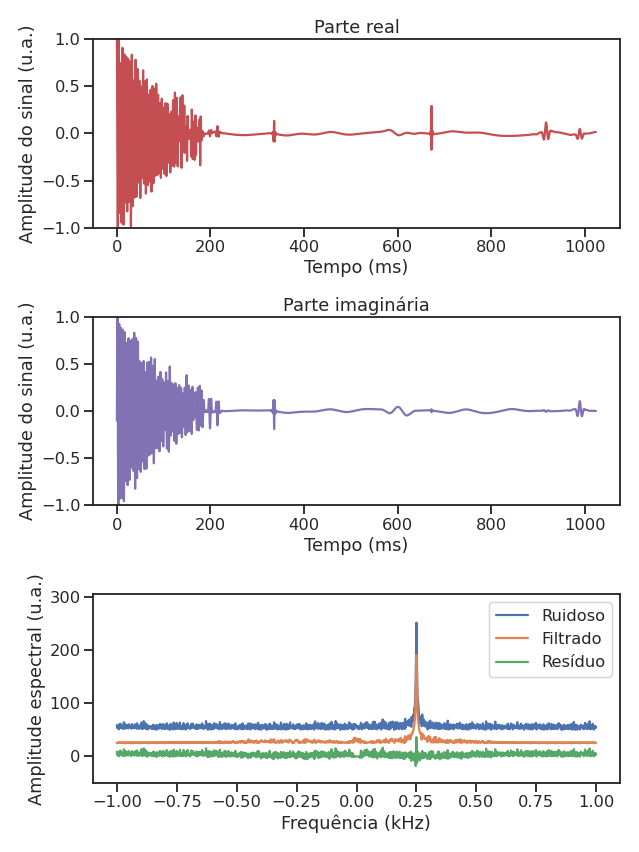 Parte real
Amplitude do sinal (u.a.)
1.0
0.5
0.0
−0.5
−1.0
0 200 400 600 800 1000
Tempo (ms)
Parte imaginária
Amplitude do sinal (u.a.)
1.0
0.5
0.0
−0.5
−1.0
0 200 400 600 800 1000
Tempo (ms)
Amplitude espectral (u.a.)
300
200
100
0
Ruidoso
Filtrado
Resíduo
−1.00 −0.75 −0.50 −0.25 0.00 0.25 0.50 0.75 1.00
Frequência (kHz)